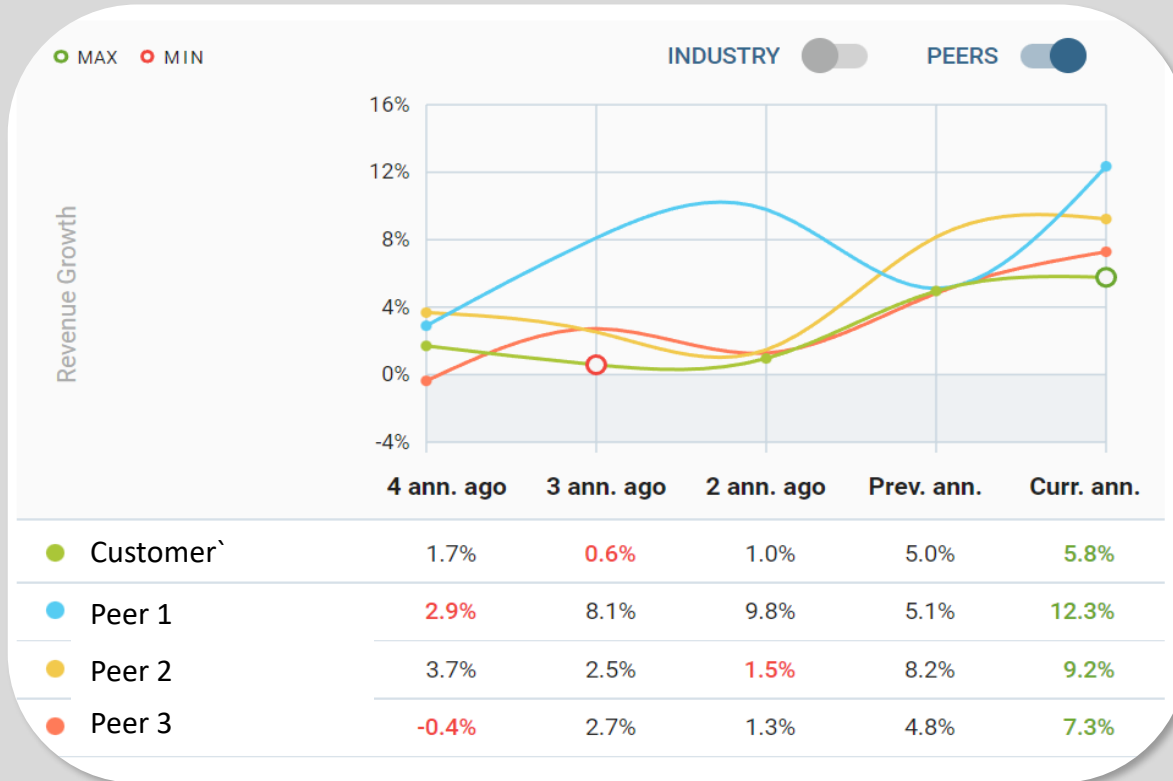 MAX MIN INDUSTRY PEERS
16%
12%
8%
4%
0%
-4%
Revenue Growth
4 ann. ago 3 ann. ago 2 ann. ago Prev. ann. Curr. ann.
Customer` 1.7% 0.6% 1.0% 5.0% 5.8%
Peer 1 2.9% 8.1% 9.8% 5.1% 12.3%
Peer 2 3.7% 2.5% 1.5% 8.2% 9.2%
Peer 3 -0.4% 2.7% 1.3% 4.8% 7.3%